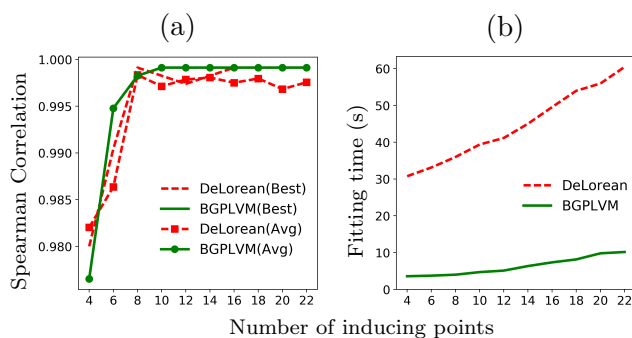 (a)
(b)
Spearman Correlation
1.000
0.995
0.990
0.985
0.980
DeLorean(Best)
BGPLVM(Best)
DeLorean(Avg)
BGPLVM(Avg)
4 6 8 10 12 14 16 18 20 22
Fitting time (s)
60
50
40
30
20
10
0
DeLorean
BGPLVM
4 6 8 10 12 14 16 18 20 22
Number of inducing points